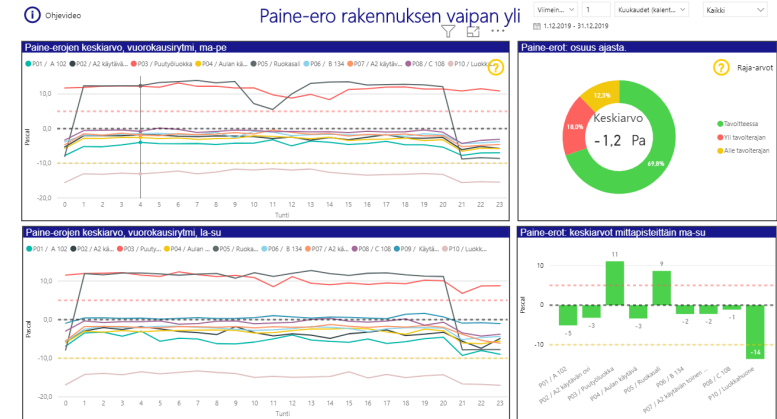 Ohjevideo
Paine-ero rakennuksen vaipan yli
Viimein...
1
Kuukaudet (kalent...
Kaikki
1.12.2019 - 31.12.2019
Paine-erojen keskiarvo, vuorokausirytmi, ma-pe
P01 / A 102 P02 / A2 käytävä... P03 / Puutyöluokka P04 / Aulan kä... P05 / Ruokasali P06 / B 134 P07 / A2 käytäv... P08 / C 108 P10 / Luokk...
?
10,0
0,0
-10,0
-20,0
Pascal
0 1 2 3 4 5 6 7 8 9 10 11 12 13 14 15 16 17 18 19 20 21 22 23
Tunti
Paine-erot: osuus ajasta.
? Raja-arvot
12,3%
18,0%
69,8%
Keskiarvo
-1,2 Pa
Tavoitteessa
Yli tavoiterajan
Alle tavoiterajan
Paine-erojen keskiarvo, vuorokausirytmi, la-su
P01 / A 102 P02 / A2 kä... P03 / Puuty... P04 / Aulan ... P05 / Ruoka... P06 / B 134 P07 / A2 kä... P08 / C 108 P09 / Käytä... P10 / Luokk...
10,0
0,0
-10,0
-20,0
Pascal
0 1 2 3 4 5 6 7 8 9 10 11 12 13 14 15 16 17 18 19 20 21 22 23
Tunti
Paine-erot: keskiarvot mittapisteittäin ma-su
10
0
-10
Pascal
-5 -3 11 -3 9 -2 -2 -1 -14
P01 / A 102
P02 / A2 käytävän ovi
P03 / Puutyöluokka
P04 / Aulan käytävä
P05 / Ruokasali
P06 / B 134
P07 / A2 käytävän toinen ...
P08 / C 108
P10 / Luokkahuone